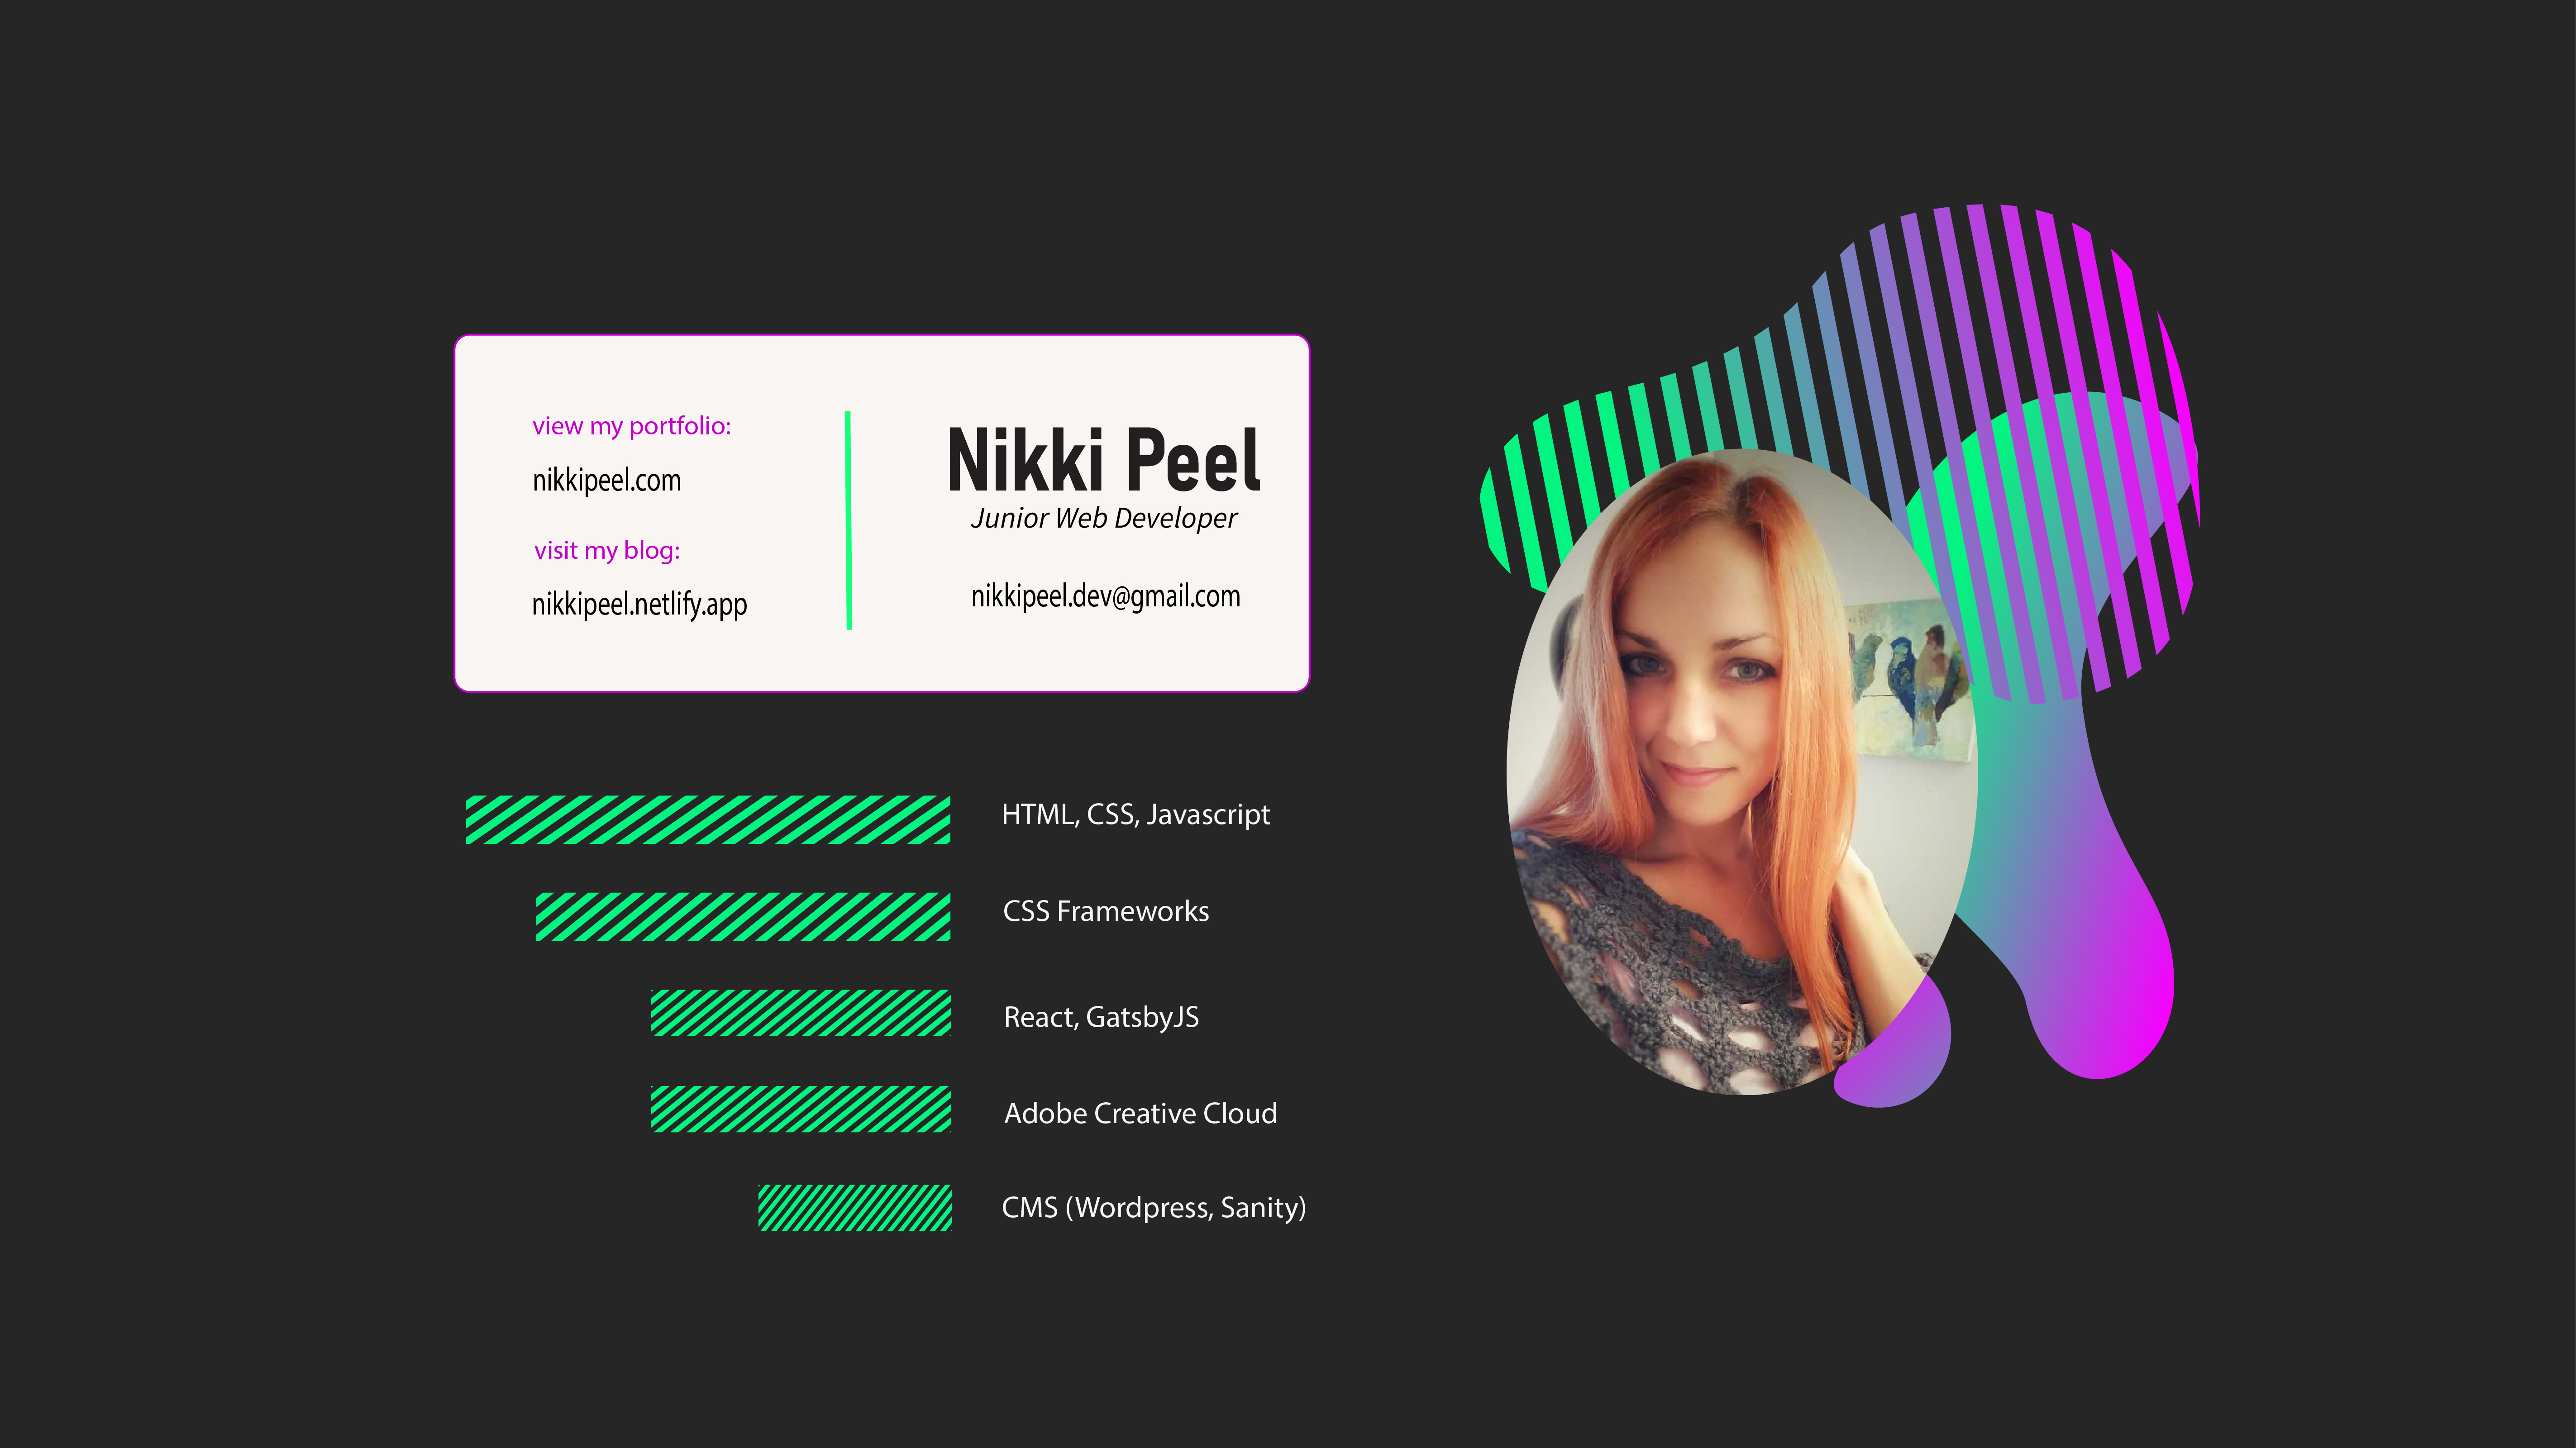 view my portfolio:
nikkipeel.com
visit my blog:
nikkipeel.netlify.app
Nikki Peel
Junior Web Developer
nikkipeel.dev@gmail.com
HTML, CSS, Javascript
CSS Frameworks
React, GatsbyJS
Adobe Creative Cloud
CMS (Wordpress, Sanity)